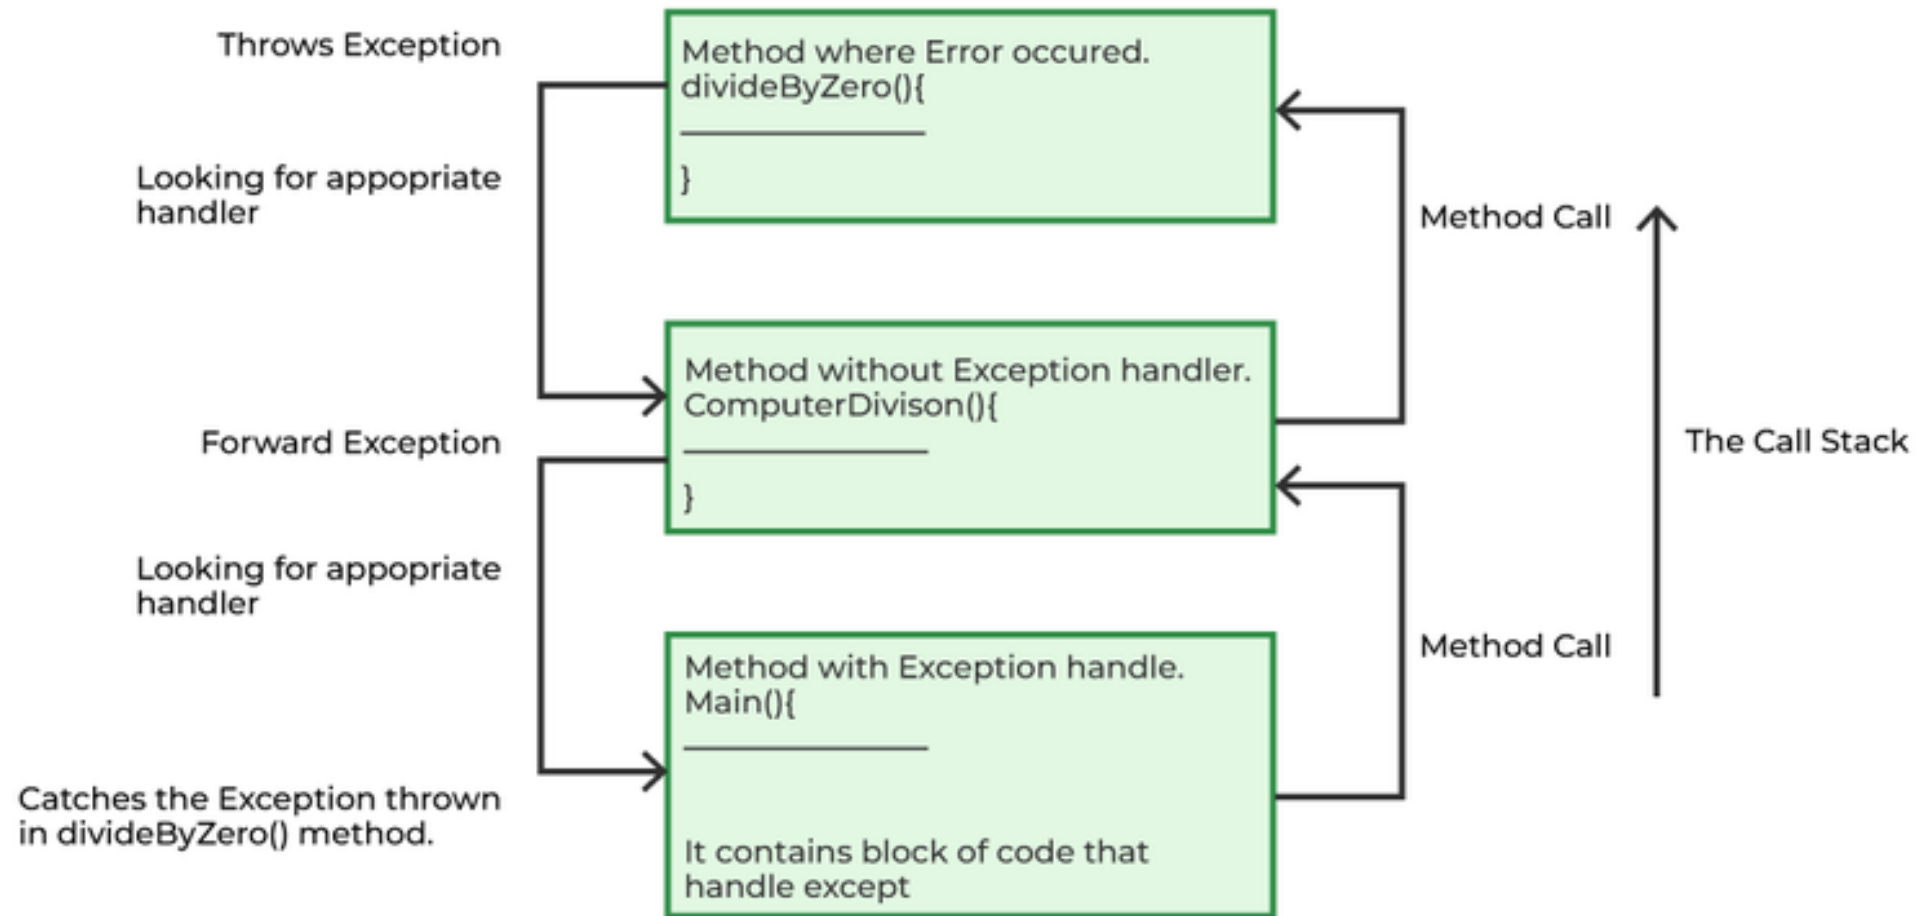 Throws Exception
Method where Error occured.
divideByZero(){
}
Looking for appopriate
handler
Method Call
Method without Exception handler.
ComputerDivison(){
}
Forward Exception
The Call Stack
Looking for appopriate
handler
Method Call
Method with Exception handle.
Main(){
It contains block of code that
handle except
Catches the Exception thrown
in divideByZero() method.